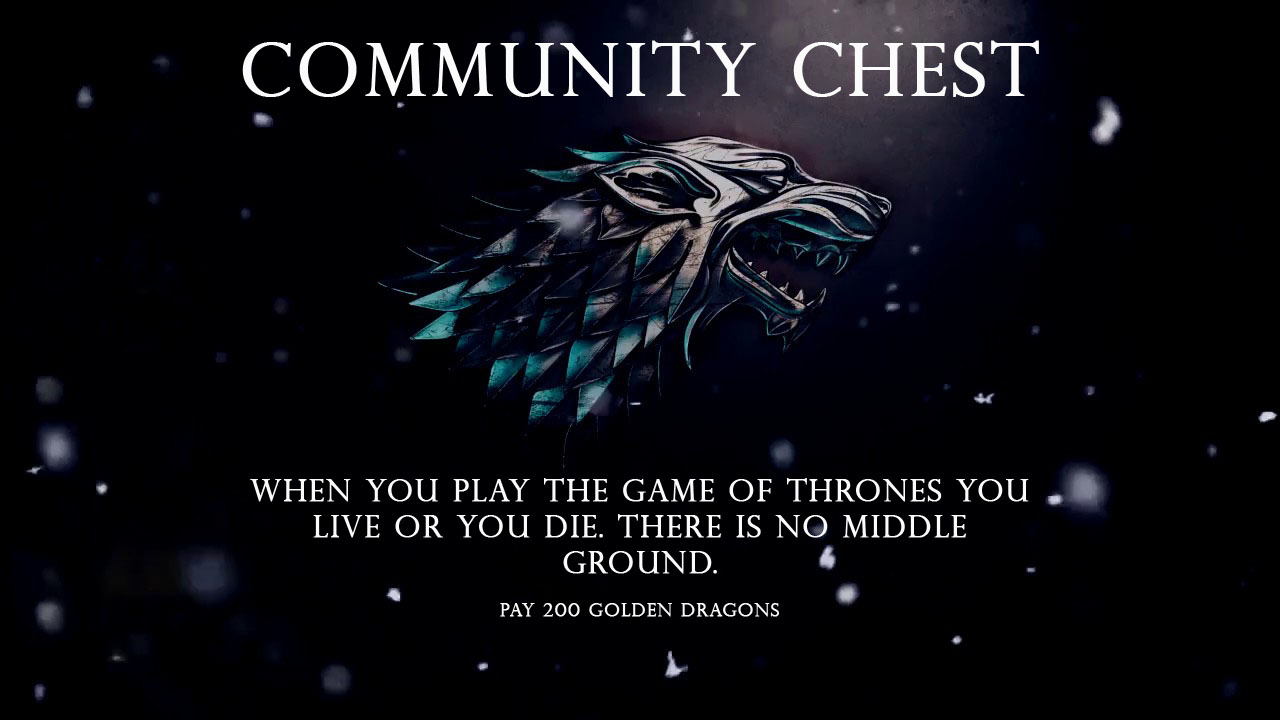 COMMUNITY CHEST
WHEN YOU PLAY THE GAME OF THRONES YOU
LIVE OR YOU DIE. THERE IS NO MIDDLE
GROUND.
PAY 200 GOLDEN DRAGONS